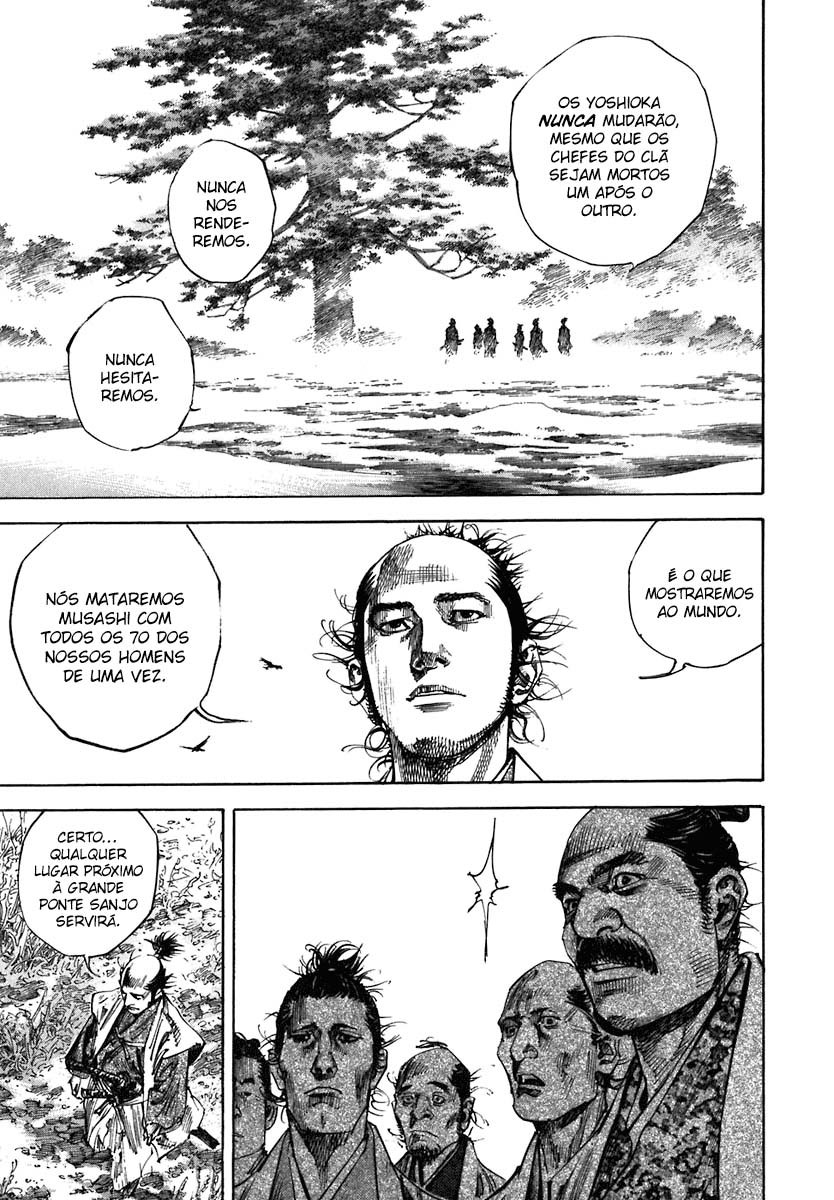 OS YOSHIOKA
NUNCA MUDARÃO,
MESMO QUE OS
CHEFES DO CLÃ
SEJAM MORTOS
UM APÓS O
OUTRO.
NUNCA
NOS
RENDE-
REMOS.
NUNCA
HESITA-
REMOS.
É O QUE
MOSTRAREMOS
AO MUNDO.
NÓS MATAREMOS
MUSASHI COM
TODOS OS 70 DOS
NOSSOS HOMENS
DE UMA VEZ.
CERTO...
QUALQUER
LUGAR PRÓXIMO
À GRANDE
PONTE SANJO
SERVIRÁ.